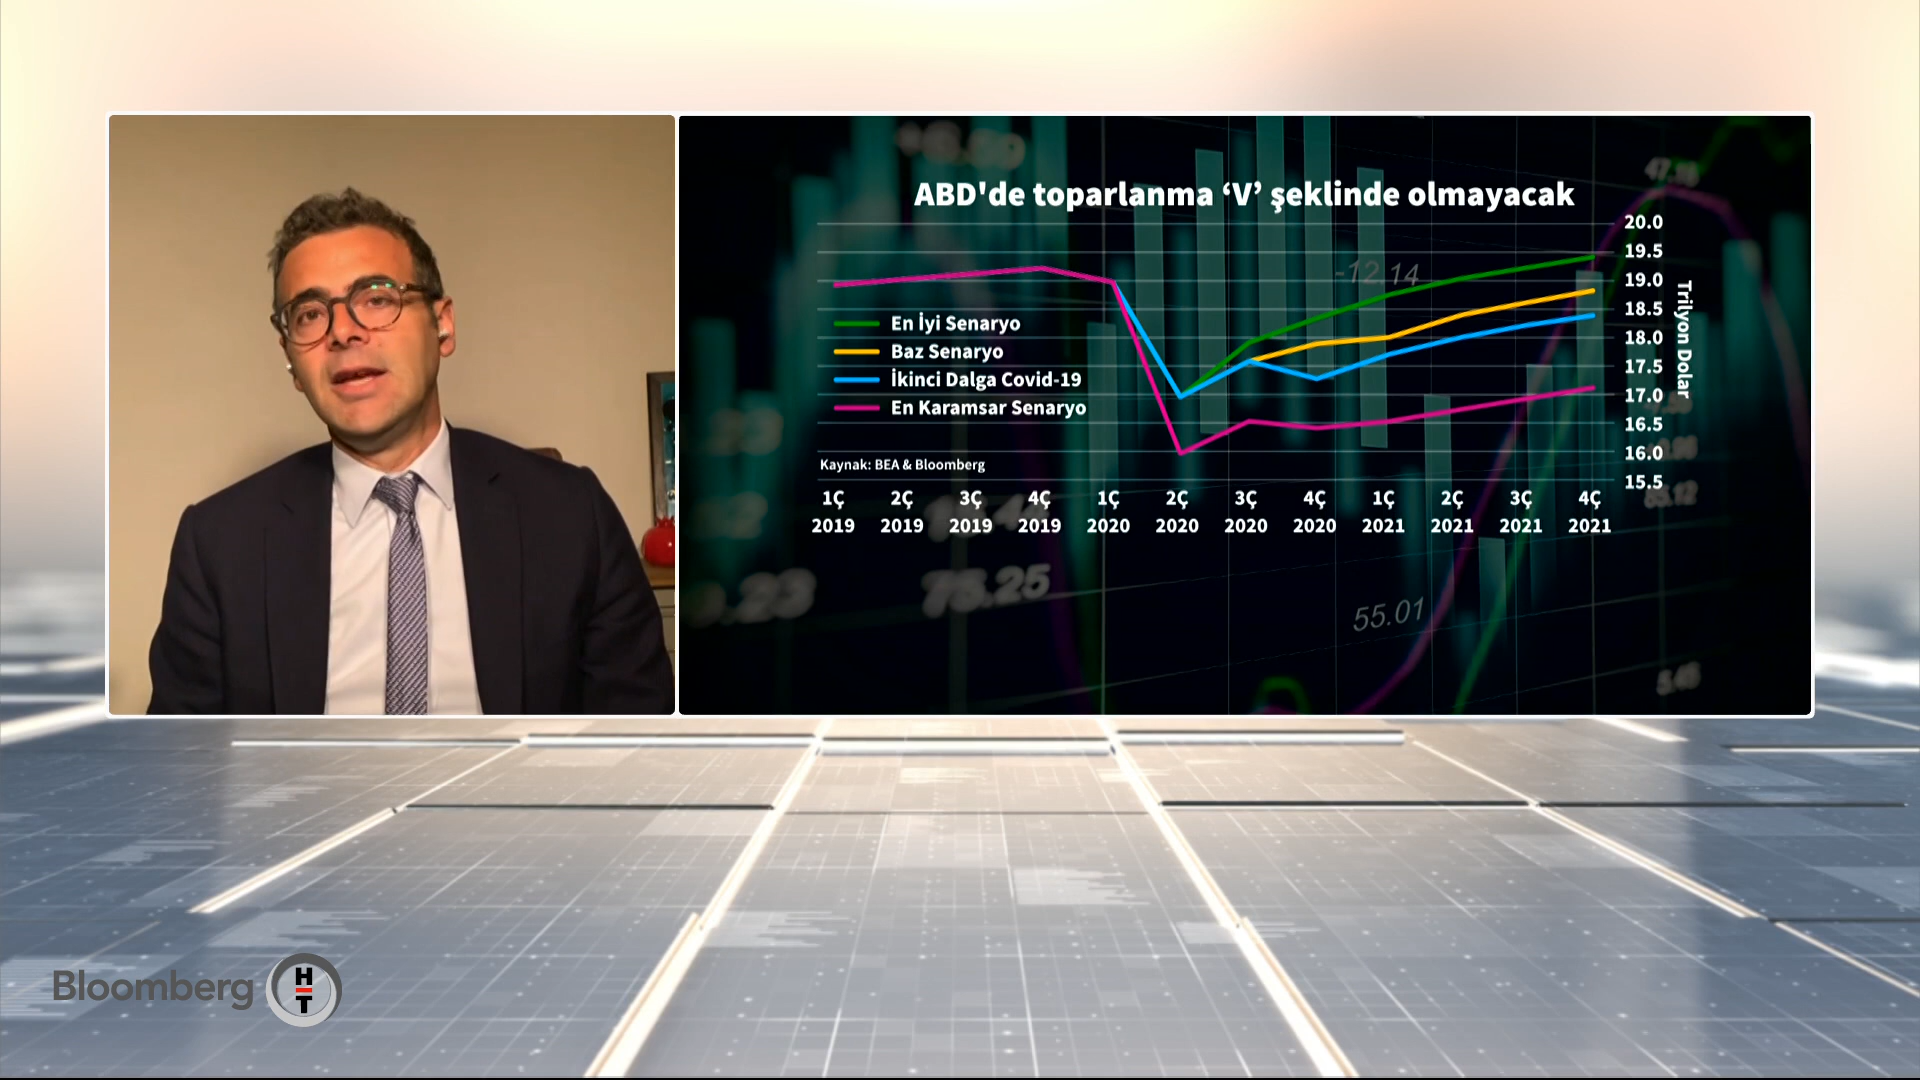 ABD'de toparlanma ‘V’ şeklinde olmayacak
20.0
19.5
19.0
18.5
18.0
17.5
17.0
16.5
16.0
15.5
Trilyon Dolar
En İyi Senaryo
Baz Senaryo
İkinci Dalga Covid-19
En Karamsar Senaryo
Kaynak: BEA & Bloomberg
1Ç 2Ç 3Ç 4Ç 1Ç 2Ç 3Ç 4Ç 1Ç 2Ç 3Ç 4Ç
2019 2019 2019 2019 2020 2020 2020 2020 2021 2021 2021 2021
-12.14
75.25
55.01
Bloomberg HT